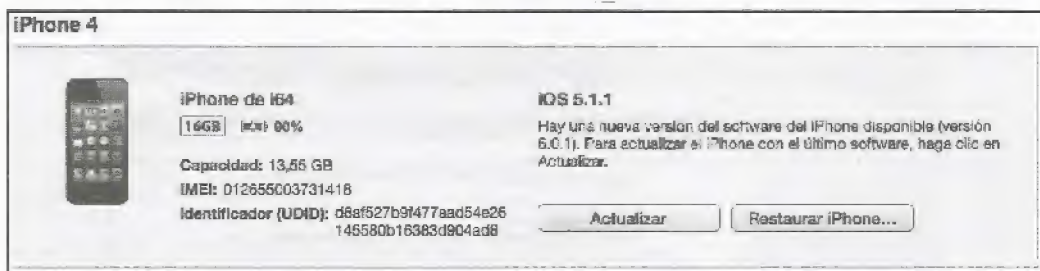 iPhone 4
iPhone de I64
16GB 90%
Capacidad: 13,55 GB
IMEI: 012655003731418
Identificador (UDID): d8af527b9f477aad54e26
145580b16383d904ad8
iOS 5.1.1
Hay una nueva version del software del iPhone disponible (versión
6.0.1). Para actualizar el iPhone con el último software, haga clic en
Actualizar.
Actualizar
Restaurar iPhone...